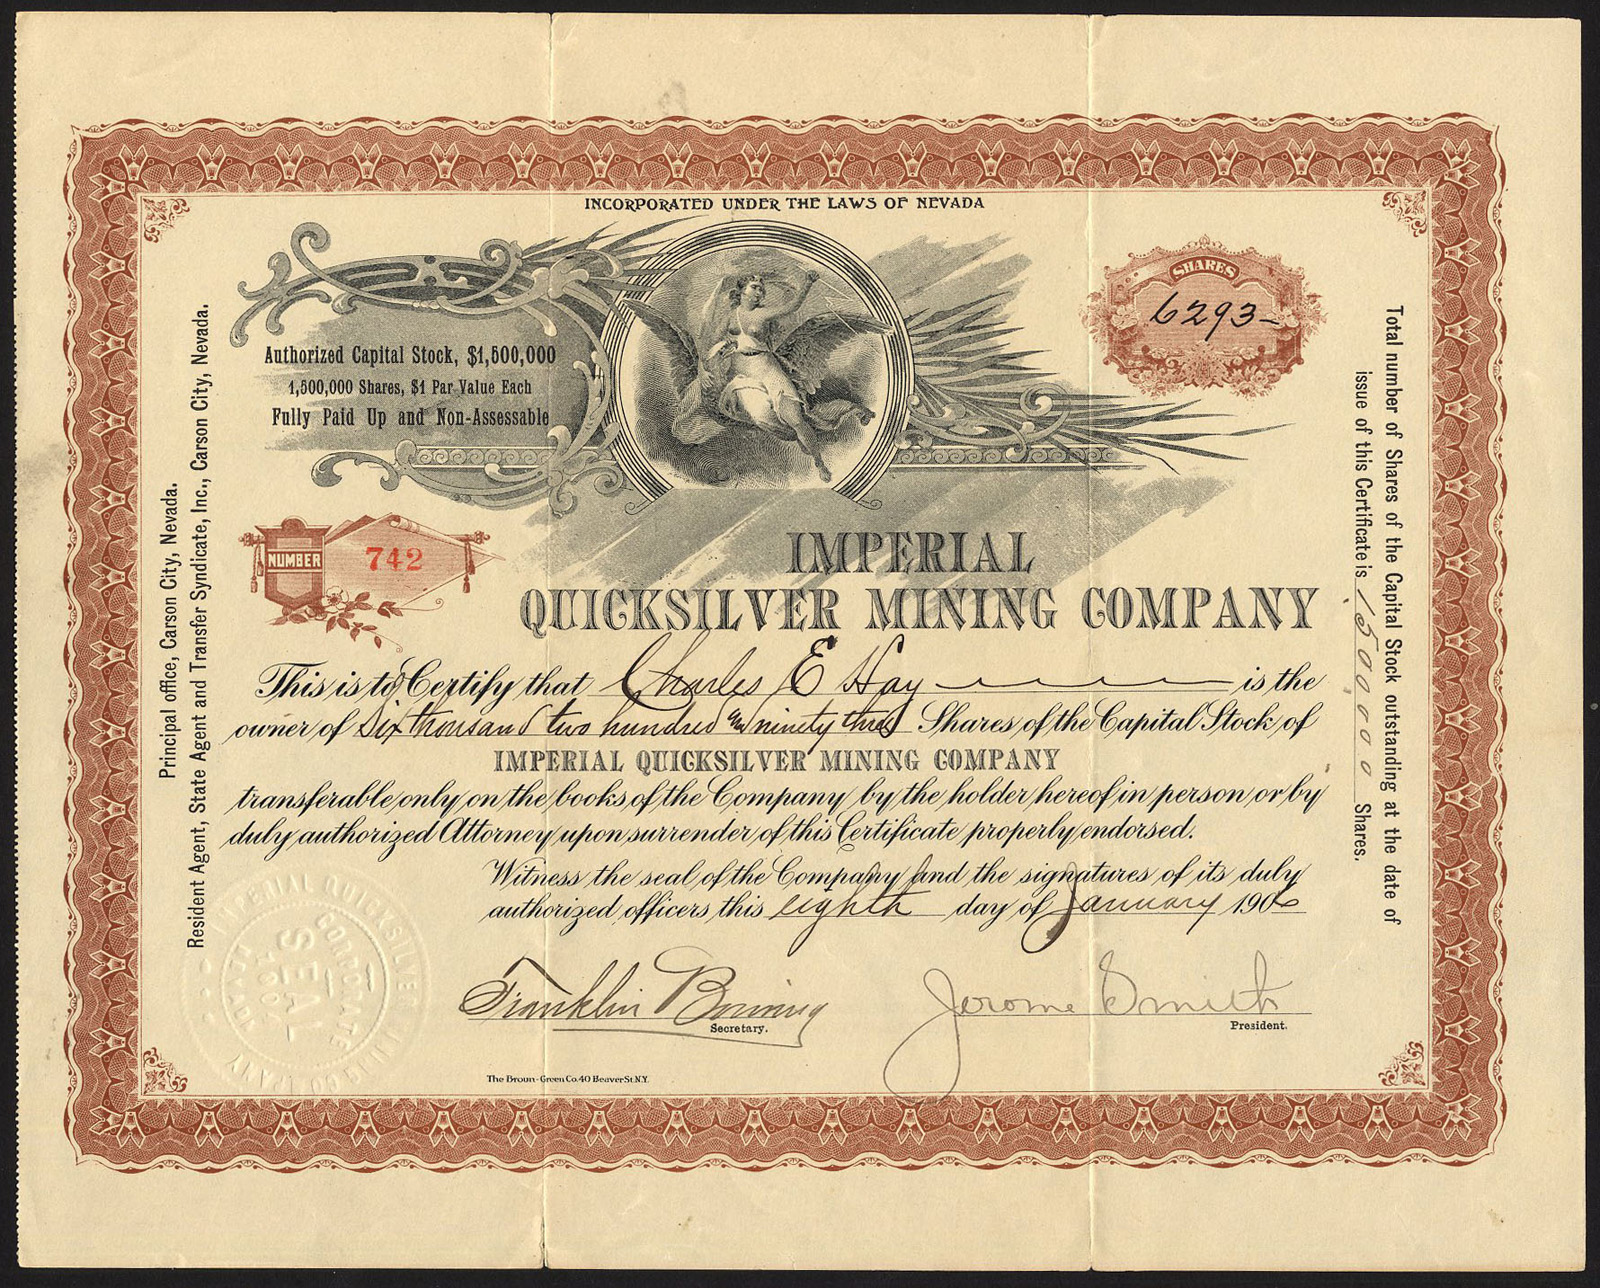 INCORPORATED UNDER THE LAWS OF NEVADA
SHARES
6293-
Authorized Capital Stock, $1,500,000
1,500,000 Shares, $1 Par Value Each
Fully Paid Up and Non-Assessable
NUMBER
742
IMPERIAL
QUICKSILVER MINING COMPANY
This is to Certify that Charles E Hay is the
owner of Six thousand two hundred and ninety three Shares of the Capital Stock of
IMPERIAL QUICKSILVER MINING COMPANY
transferable only on the books of the Company by the holder hereof in person or by
duly authorized Attorney upon surrender of this Certificate properly endorsed.
Witness the seal of the Company and the signatures of its duly
authorized officers this eighth day of January 1906
Franklin
Secretary.
Jerome Smith
President.
The Broun-Green Co. 40 Beaver St. N.Y.
Principal office, Carson City, Nevada.
Resident Agent, State Agent and Transfer Syndicate, Inc., Carson City, Nevada.
Total number of Shares of the Capital Stock outstanding at the date of
issue of this Certificate is 1,500,000 Shares.
IMPERIAL QUICKSILVER MINING COMPANY
CORPORATE
SEAL
NEVADA